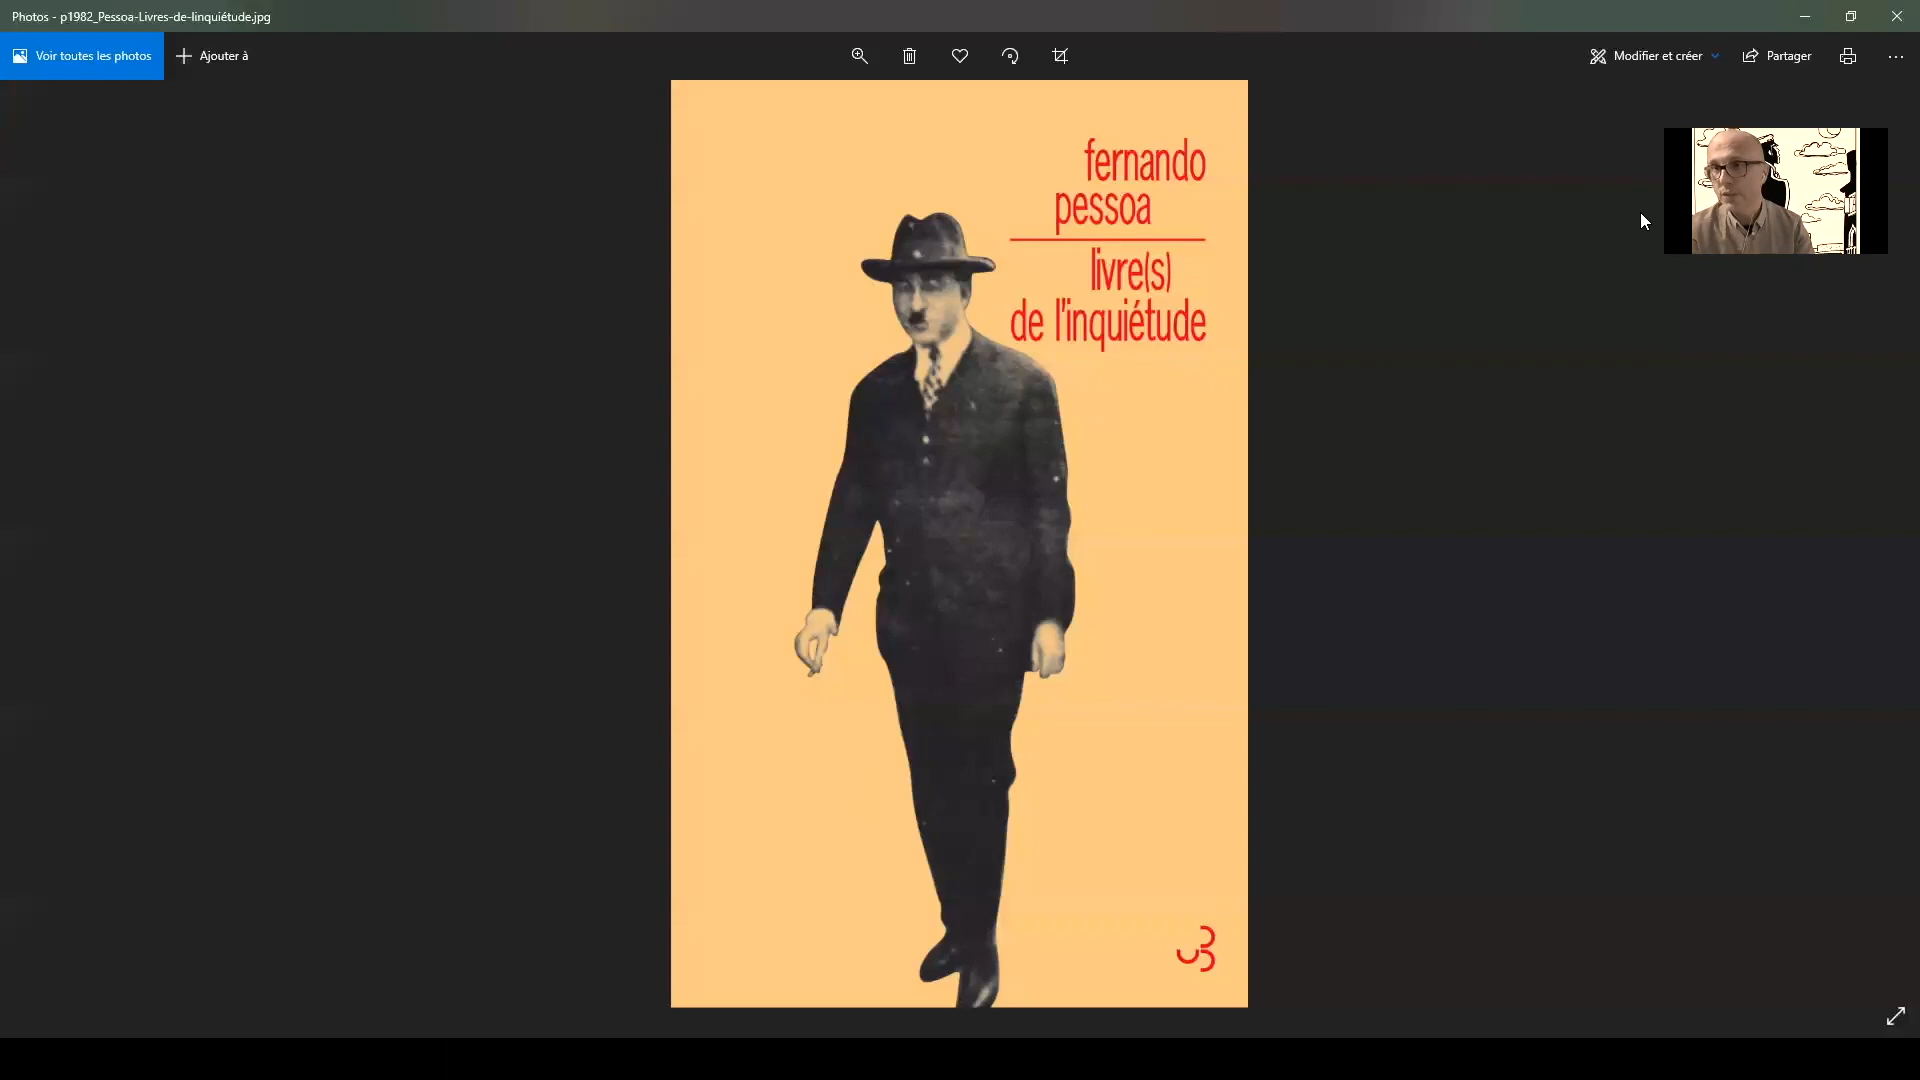 Photos - p1982_Pessoa-Livres-de-linquiétude.jpg
Voir toutes les photos
Ajouter à
Modifier et créer
Partager
fernando
pessoa
livre(s)
de l'inquiétude